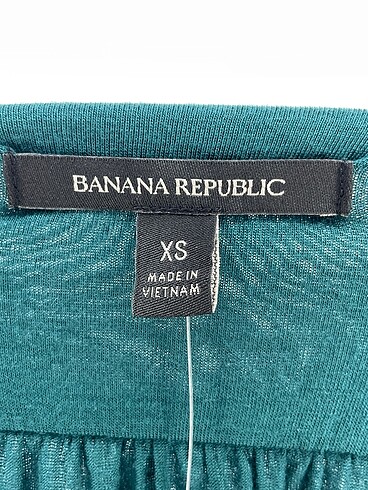 BANANA REPUBLIC
XS
MADE IN
VIETNAM